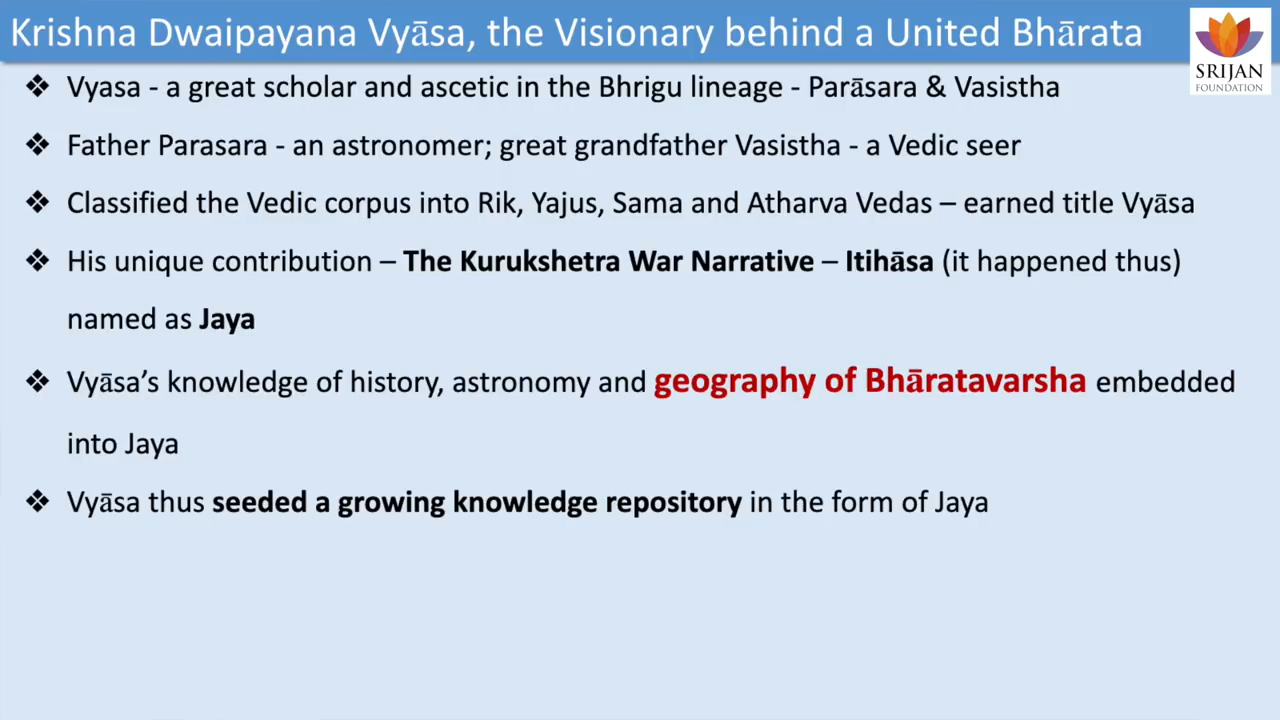 Krishna Dwaipayana Vyāsa, the Visionary behind a United Bhārata
SRIJAN
FOUNDATION
❖ Vyasa - a great scholar and ascetic in the Bhrigu lineage - Parāsara & Vasistha
❖ Father Parasara - an astronomer; great grandfather Vasistha - a Vedic seer
❖ Classified the Vedic corpus into Rik, Yajus, Sama and Atharva Vedas – earned title Vyāsa
❖ His unique contribution – The Kurukshetra War Narrative – Itihāsa (it happened thus)
named as Jaya
❖ Vyāsa’s knowledge of history, astronomy and geography of Bhāratavarsha embedded
into Jaya
❖ Vyāsa thus seeded a growing knowledge repository in the form of Jaya